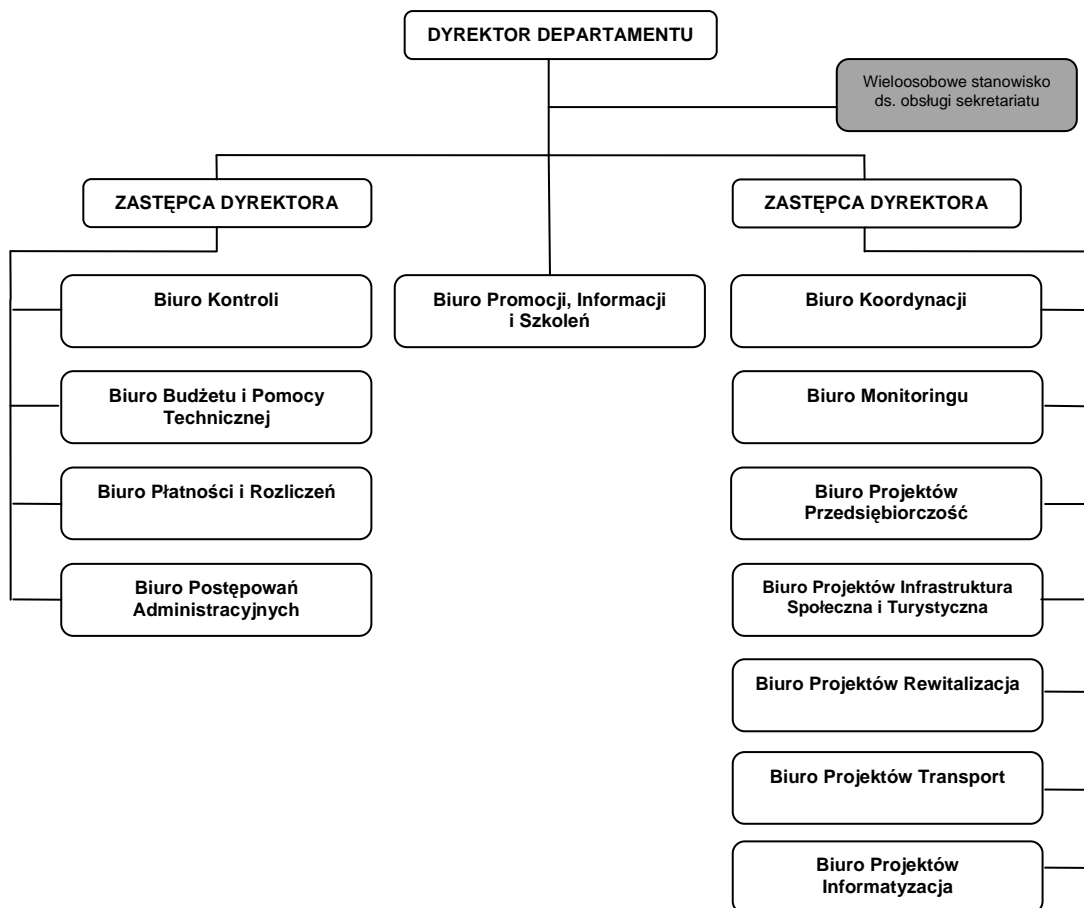 DYREKTOR DEPARTAMENTU
Wieloosobowe stanowisko
ds. obsługi sekretariatu
ZASTĘPCA DYREKTORA
ZASTĘPCA DYREKTORA
Biuro Kontroli
Biuro Budżetu i Pomocy
Technicznej
Biuro Płatności i Rozliczeń
Biuro Postępowań
Administracyjnych
Biuro Promocji, Informacji
i Szkoleń
Biuro Koordynacji
Biuro Monitoringu
Biuro Projektów
Przedsiębiorczość
Biuro Projektów Infrastruktura
Społeczna i Turystyczna
Biuro Projektów Rewitalizacja
Biuro Projektów Transport
Biuro Projektów
Informatyzacja